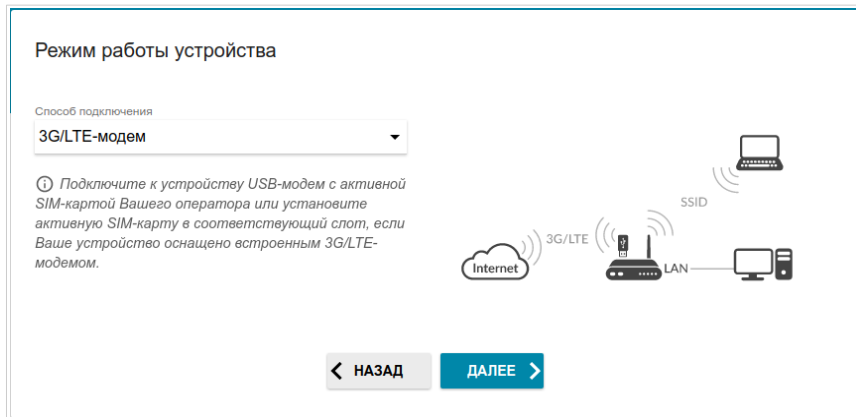 Режим работы устройства
Способ подключения
3G/LTE-модем
Подключите к устройству USB-модем с активной
SIM-картой Вашего оператора или установите
активную SIM-карту в соответствующий слот, если
Ваше устройство оснащено встроенным 3G/LTE-
модемом.
SSID
3G/LTE
Internet
LAN
НАЗАД
ДАЛЕЕ